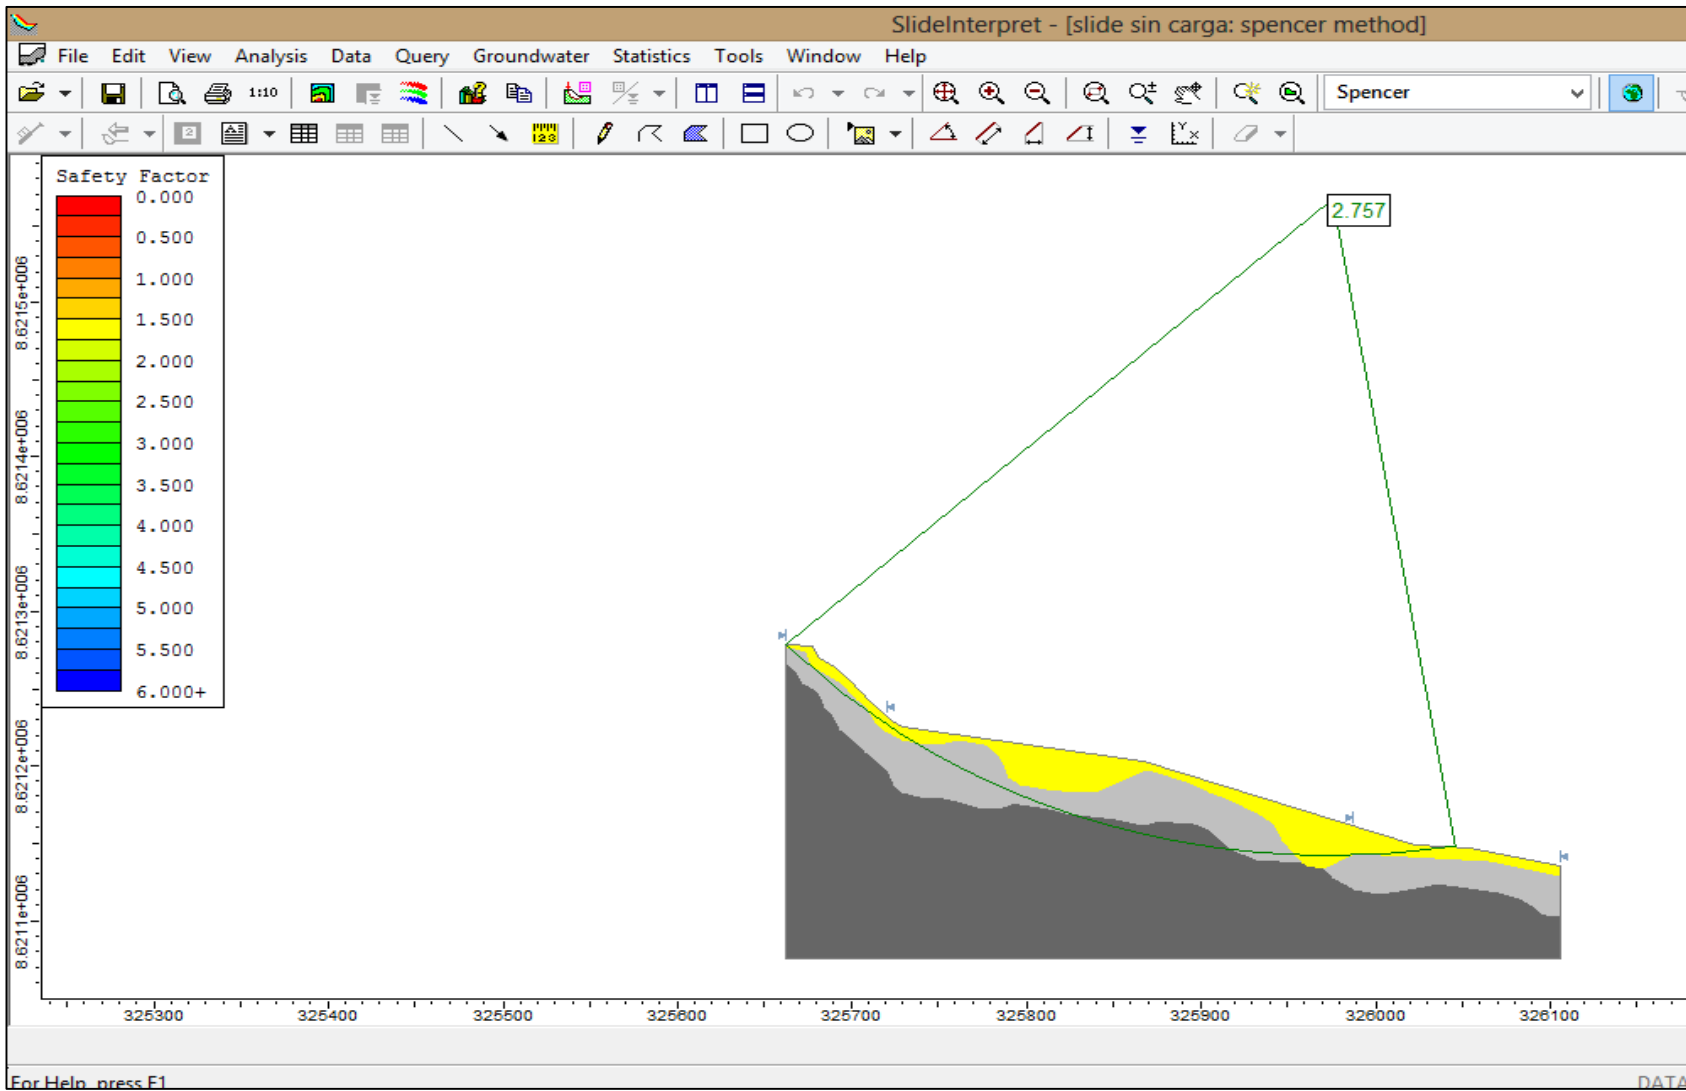 SlideInterpret - [slide sin carga: spencer method]
File Edit View Analysis Data Query Groundwater Statistics Tools Window Help
1:10
Spencer
2
123
Y
X
Safety Factor
0.000
0.500
1.000
1.500
2.000
2.500
3.000
3.500
4.000
4.500
5.000
5.500
6.000+
2.757
8.6215e+006
8.6214e+006
8.6213e+006
8.6212e+006
8.6211e+006
325300 325400 325500 325600 325700 325800 325900 326000 326100
For Help, press F1
DATA